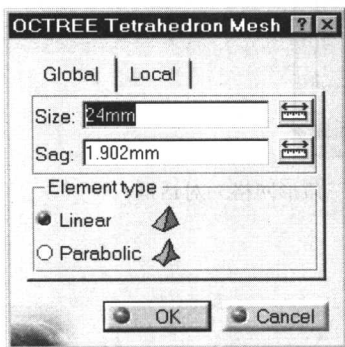 OCTREE Tetrahedron Mesh
Global Local
Size: 24mm
Sag: 1.902mm
Element type
Linear
Parabolic
OK Cancel